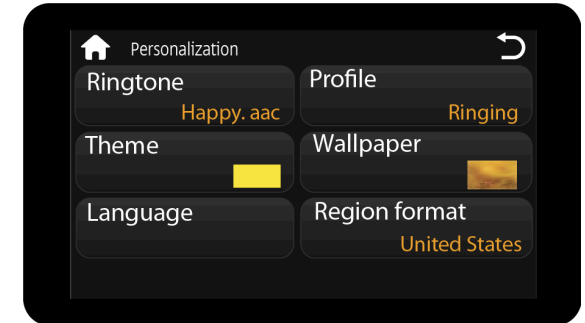 Personalization
Ringtone
Happy. aac
Profile
Ringing
Theme
Wallpaper
Language
Region format
United States